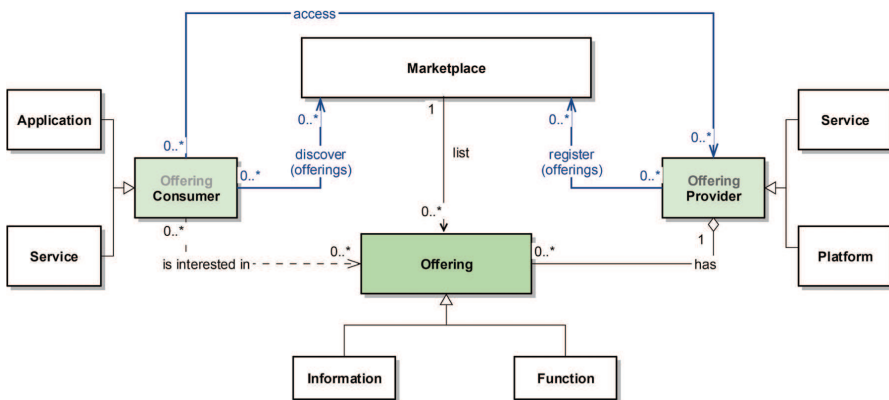 access
Marketplace
Application
Service
0..*
0..*
1
0..*
0..*
0..*
discover
(offerings)
list
register
(offerings)
Offering
Consumer
0..*
0..*
Offering
Provider
0..*
0..*
1
Service
is interested in
0..*
Offering
0..*
has
Platform
Information
Function